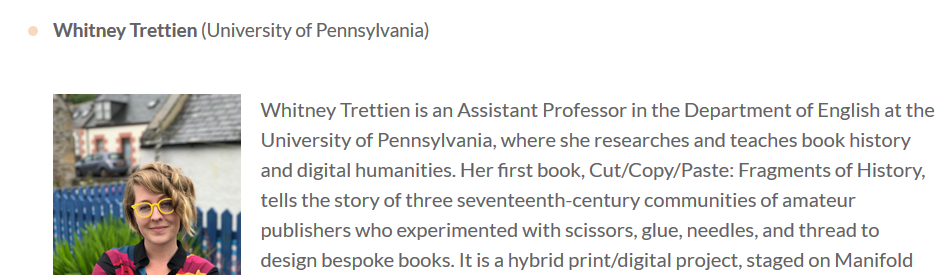 Whitney Trettien (University of Pennsylvania)
Whitney Trettien is an Assistant Professor in the Department of English at the
University of Pennsylvania, where she researches and teaches book history
and digital humanities. Her first book, Cut/Copy/Paste: Fragments of History,
tells the story of three seventeenth-century communities of amateur
publishers who experimented with scissors, glue, needles, and thread to
design bespoke books. It is a hybrid print/digital project, staged on Manifold